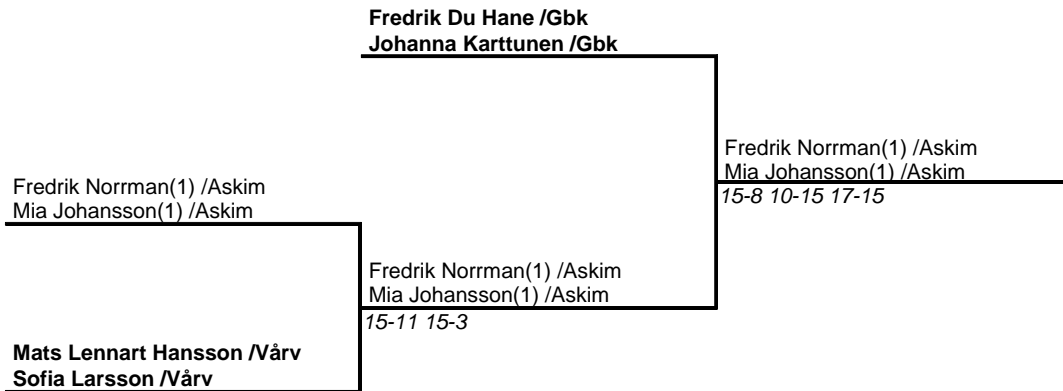 Fredrik Du Hane /Gbk
Johanna Karttunen /Gbk
Fredrik Norrman(1) /Askim
Mia Johansson(1) /Askim
15-8 10-15 17-15
Fredrik Norrman(1) /Askim
Mia Johansson(1) /Askim
Fredrik Norrman(1) /Askim
Mia Johansson(1) /Askim
15-11 15-3
Mats Lennart Hansson /Vårv
Sofia Larsson /Vårv